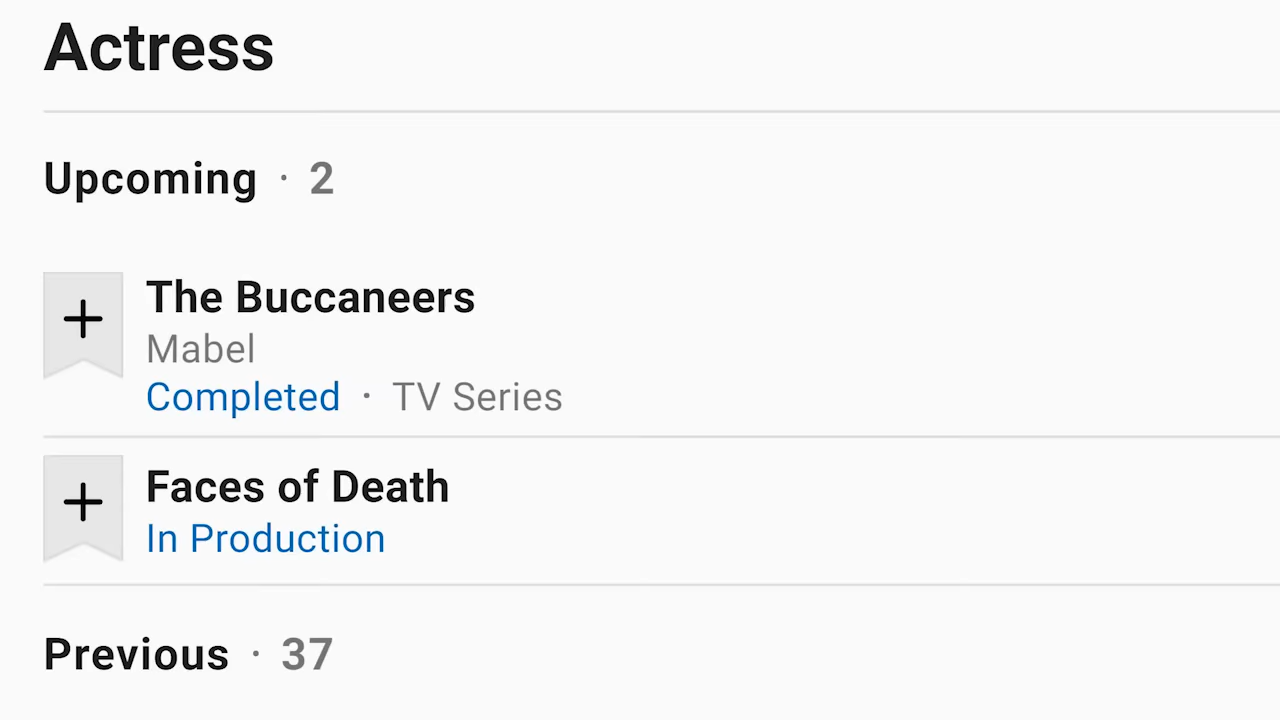 Actress
Upcoming · 2
The Buccaneers
Mabel
Completed · TV Series
Faces of Death
In Production
Previous · 37